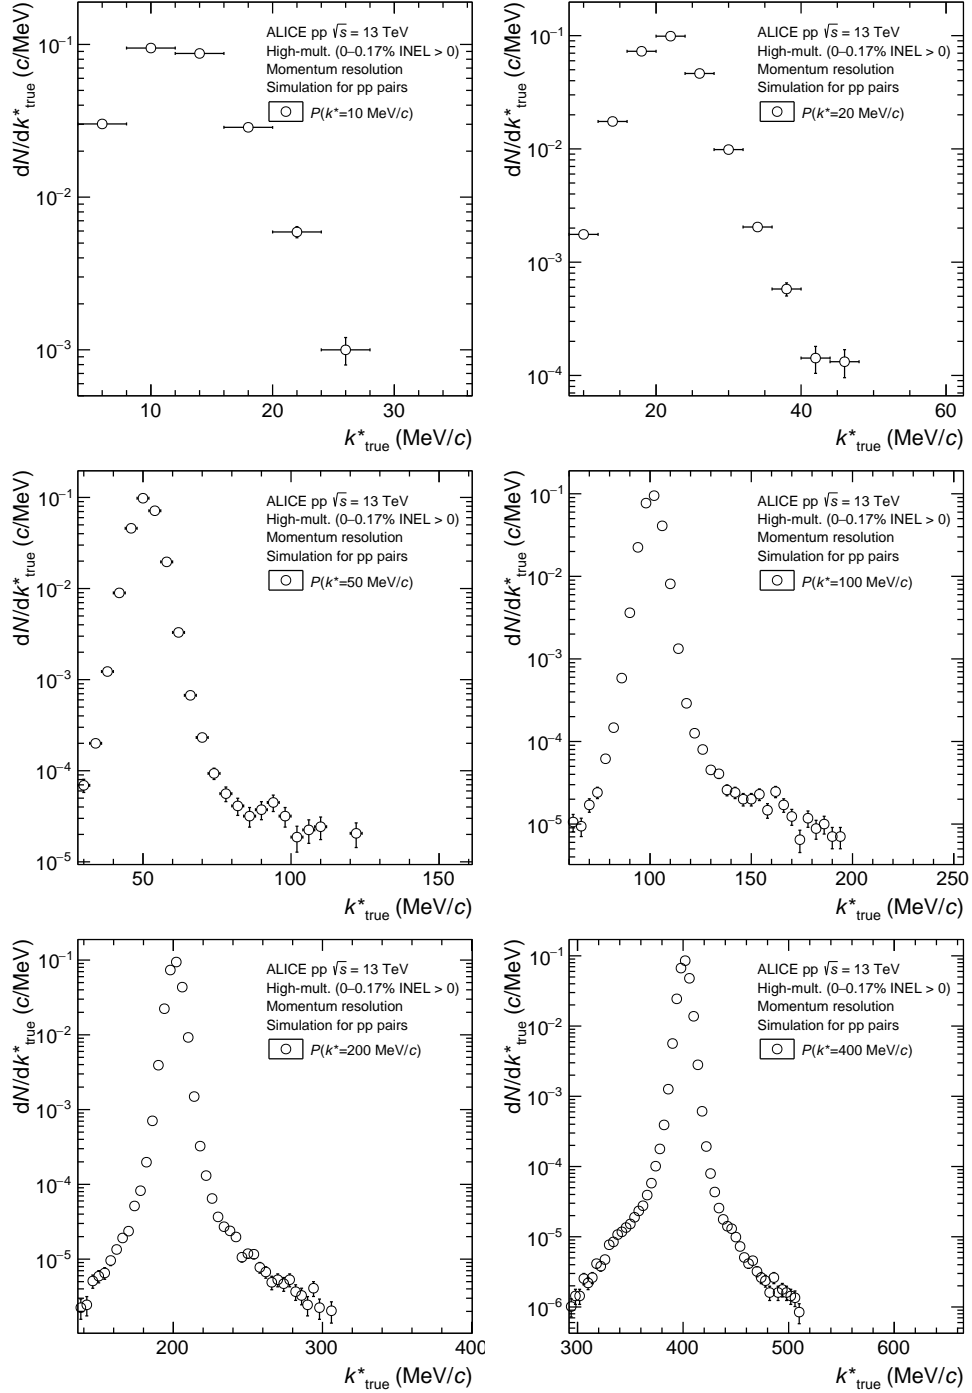 dN/dk*true (c/MeV)
10⁻¹
10⁻²
10⁻³
ALICE pp √s = 13 TeV
High-mult. (0–0.17% INEL > 0)
Momentum resolution
Simulation for pp pairs
P(k*=10 MeV/c)
10 20 30
k*true (MeV/c)
dN/dk*true (c/MeV)
10⁻¹
10⁻²
10⁻³
10⁻⁴
ALICE pp √s = 13 TeV
High-mult. (0–0.17% INEL > 0)
Momentum resolution
Simulation for pp pairs
P(k*=20 MeV/c)
20 40 60
k*true (MeV/c)
dN/dk*true (c/MeV)
10⁻¹
10⁻²
10⁻³
10⁻⁴
10⁻⁵
ALICE pp √s = 13 TeV
High-mult. (0–0.17% INEL > 0)
Momentum resolution
Simulation for pp pairs
P(k*=50 MeV/c)
50 100 150
k*true (MeV/c)
dN/dk*true (c/MeV)
10⁻¹
10⁻²
10⁻³
10⁻⁴
10⁻⁵
ALICE pp √s = 13 TeV
High-mult. (0–0.17% INEL > 0)
Momentum resolution
Simulation for pp pairs
P(k*=100 MeV/c)
100 150 200 250
k*true (MeV/c)
dN/dk*true (c/MeV)
10⁻¹
10⁻²
10⁻³
10⁻⁴
10⁻⁵
ALICE pp √s = 13 TeV
High-mult. (0–0.17% INEL > 0)
Momentum resolution
Simulation for pp pairs
P(k*=200 MeV/c)
200 300 400
k*true (MeV/c)
dN/dk*true (c/MeV)
10⁻¹
10⁻²
10⁻³
10⁻⁴
10⁻⁵
10⁻⁶
ALICE pp √s = 13 TeV
High-mult. (0–0.17% INEL > 0)
Momentum resolution
Simulation for pp pairs
P(k*=400 MeV/c)
300 400 500 600
k*true (MeV/c)